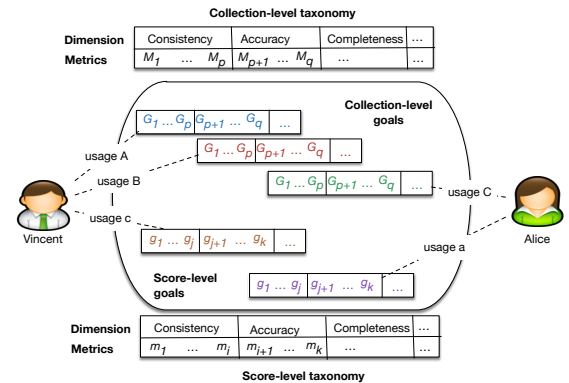 Collection-level taxonomy
Dimension Consistency Accuracy Completeness ...
Metrics M1 ... Mp Mp+1 ... Mq ... ...
Collection-level
goals
G1 ... Gp Gp+1 ... Gq ...
usage A
G1 ... Gp Gp+1 ... Gq ...
usage B
G1 ... Gp Gp+1 ... Gq ...
usage C
usage c
Vincent
Alice
g1 ... gj gj+1 ... gk ...
usage a
Score-level
goals
g1 ... gj gj+1 ... gk ...
Dimension Consistency Accuracy Completeness ...
Metrics m1 ... mi mi+1 ... mk ... ...
Score-level taxonomy